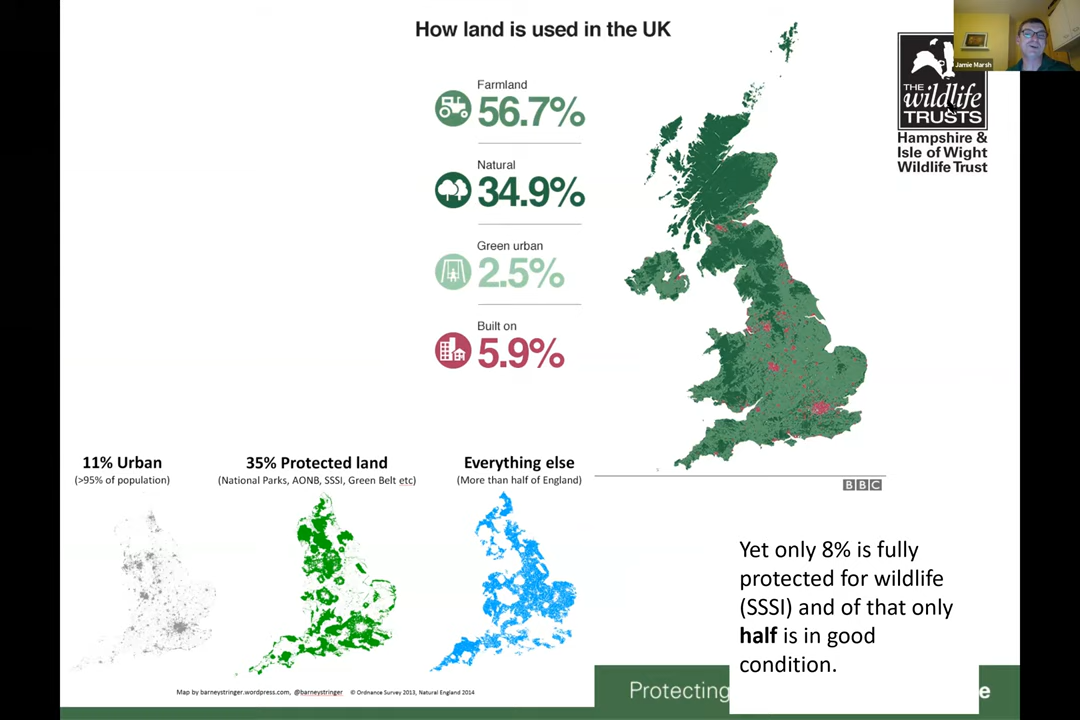 How land is used in the UK
Farmland
56.7%
Natural
34.9%
Green urban
2.5%
Built on
5.9%
BBC
Jamie Marsh
THE
wildlife
TRUSTS
Hampshire &
Isle of Wight
Wildlife Trust
11% Urban
(>95% of population)
35% Protected land
(National Parks, AONB, SSSI, Green Belt etc)
Everything else
(More than half of England)
Map by barneystringer.wordpress.com, @barneystringer © Ordnance Survey 2013, Natural England 2014
Yet only 8% is fully
protected for wildlife
(SSSI) and of that only
half is in good
condition.
Protecting
e